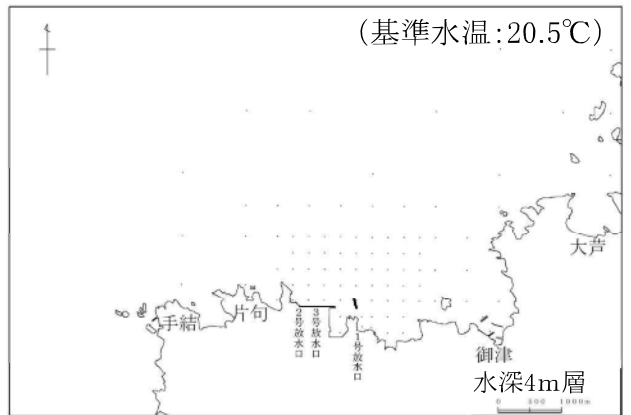 (基準水温:20.5℃)
大芦
片句
手結
2号放水口
3号放水口
1号放水口
御津
水深4m層
0 500 1000m